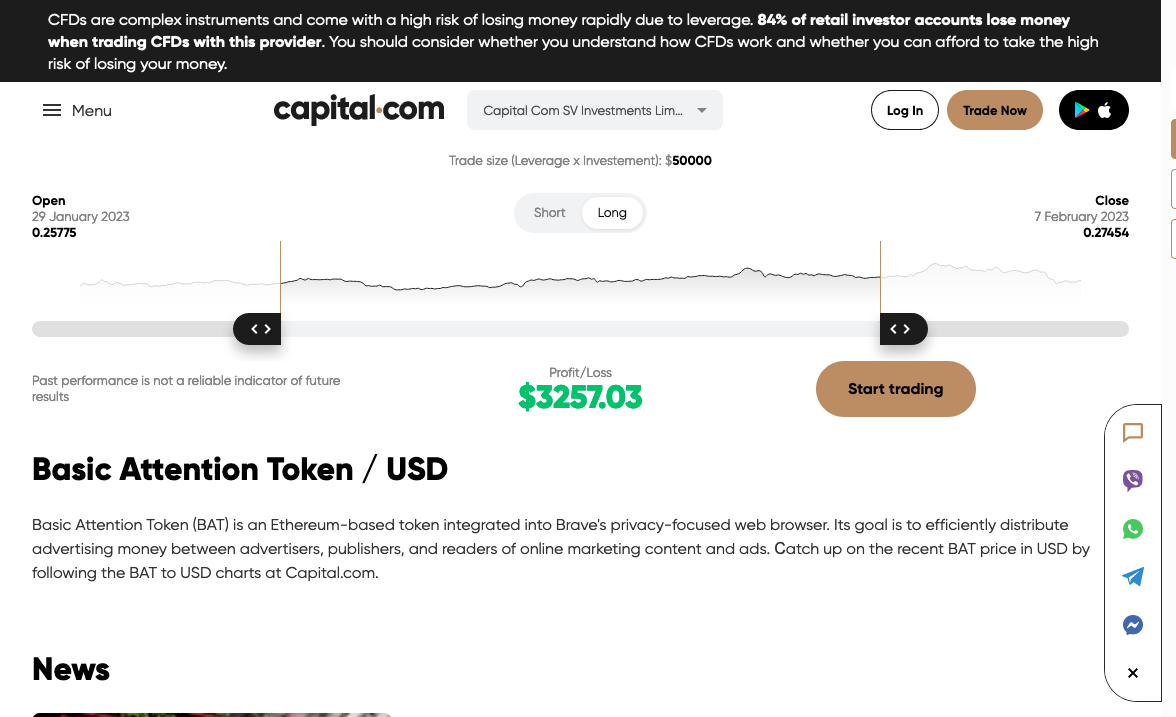 CFDs are complex instruments and come with a high risk of losing money rapidly due to leverage. 84% of retail investor accounts lose money
when trading CFDs with this provider. You should consider whether you understand how CFDs work and whether you can afford to take the high
risk of losing your money.
Menu
capital.com
Capital Com SV Investments Lim...
Log In
Trade Now
Trade size (Leverage x Investement): $50000
Open
29 January 2023
0.25775
Short
Long
Close
7 February 2023
0.27454
Past performance is not a reliable indicator of future
results
Profit/Loss
$3257.03
Start trading
Basic Attention Token / USD
Basic Attention Token (BAT) is an Ethereum-based token integrated into Brave's privacy-focused web browser. Its goal is to efficiently distribute
advertising money between advertisers, publishers, and readers of online marketing content and ads. Catch up on the recent BAT price in USD by
following the BAT to USD charts at Capital.com.
News